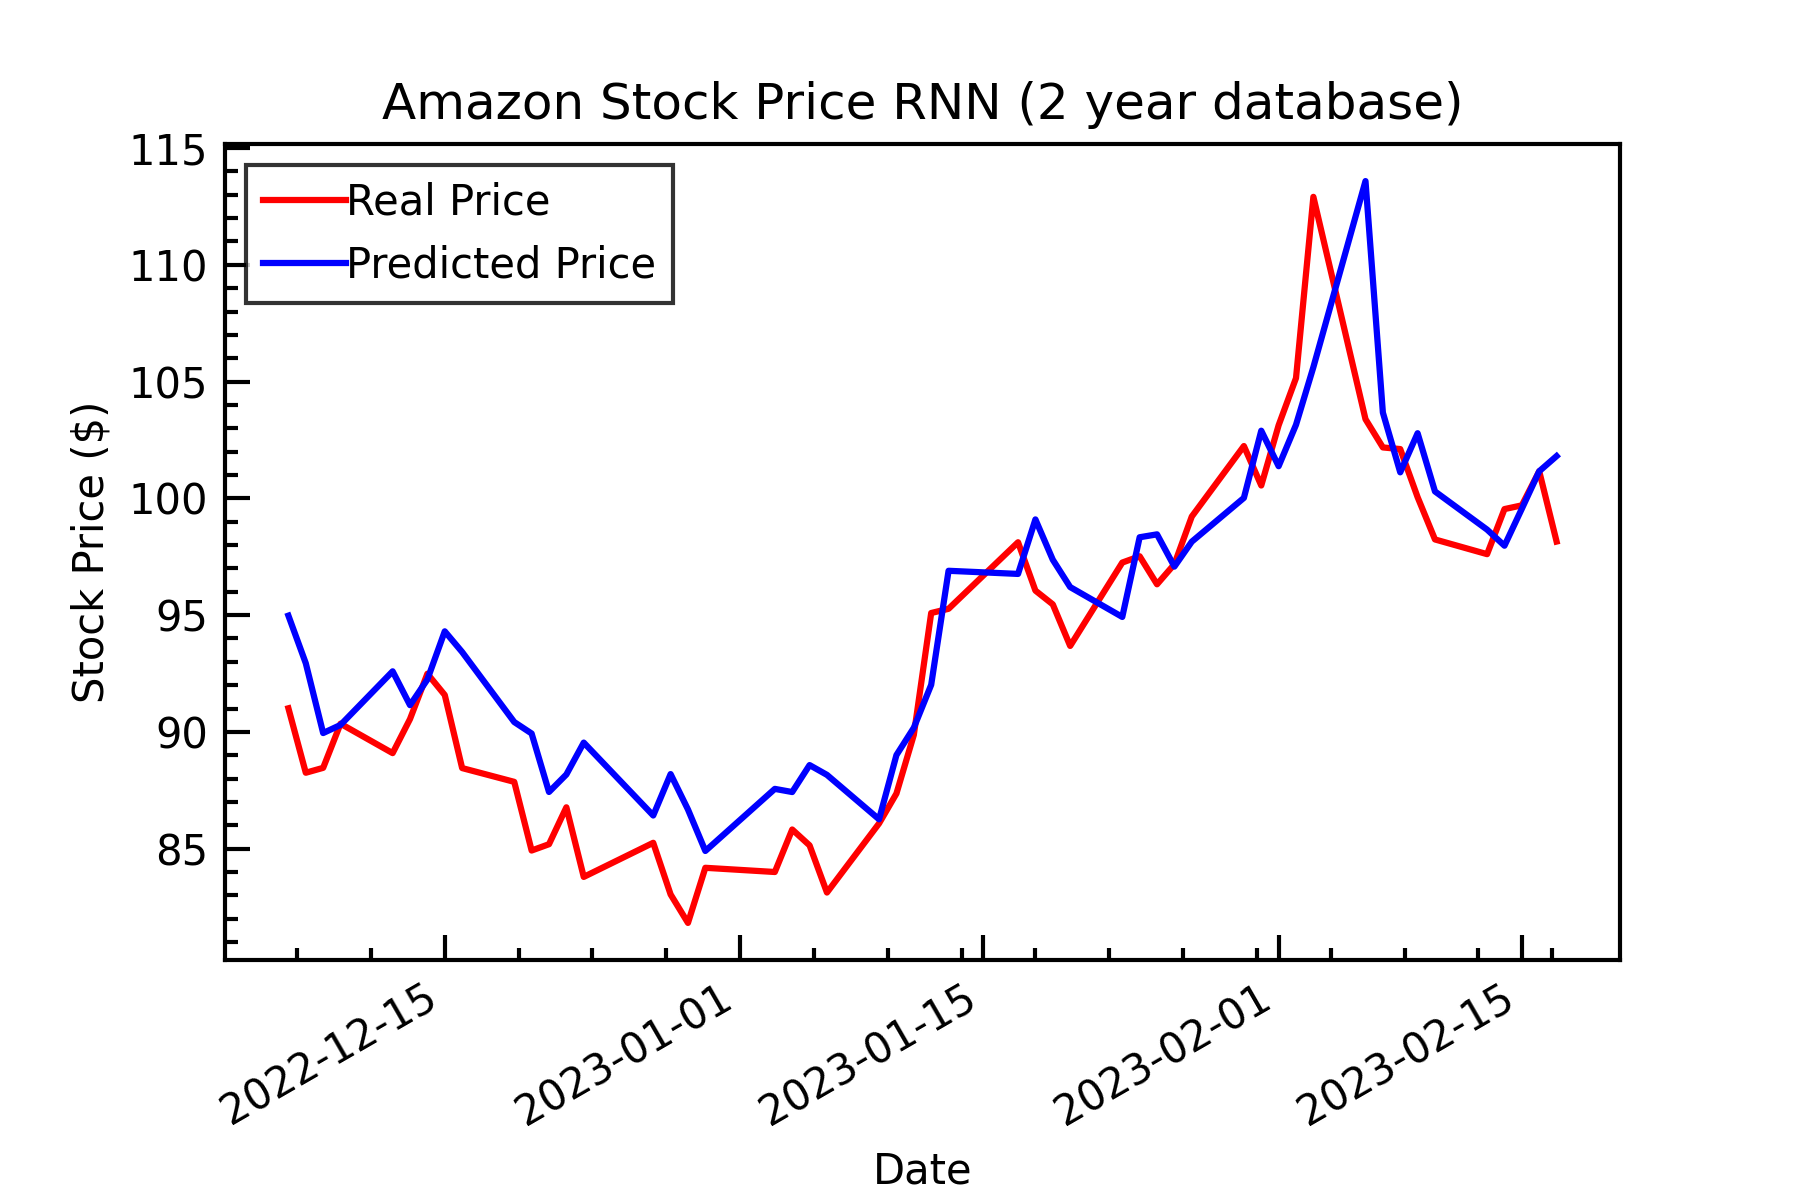 Amazon Stock Price RNN (2 year database)
Real Price
Predicted Price
115
110
105
100
95
90
85
Stock Price ($)
2022-12-15
2023-01-01
2023-01-15
2023-02-01
2023-02-15
Date